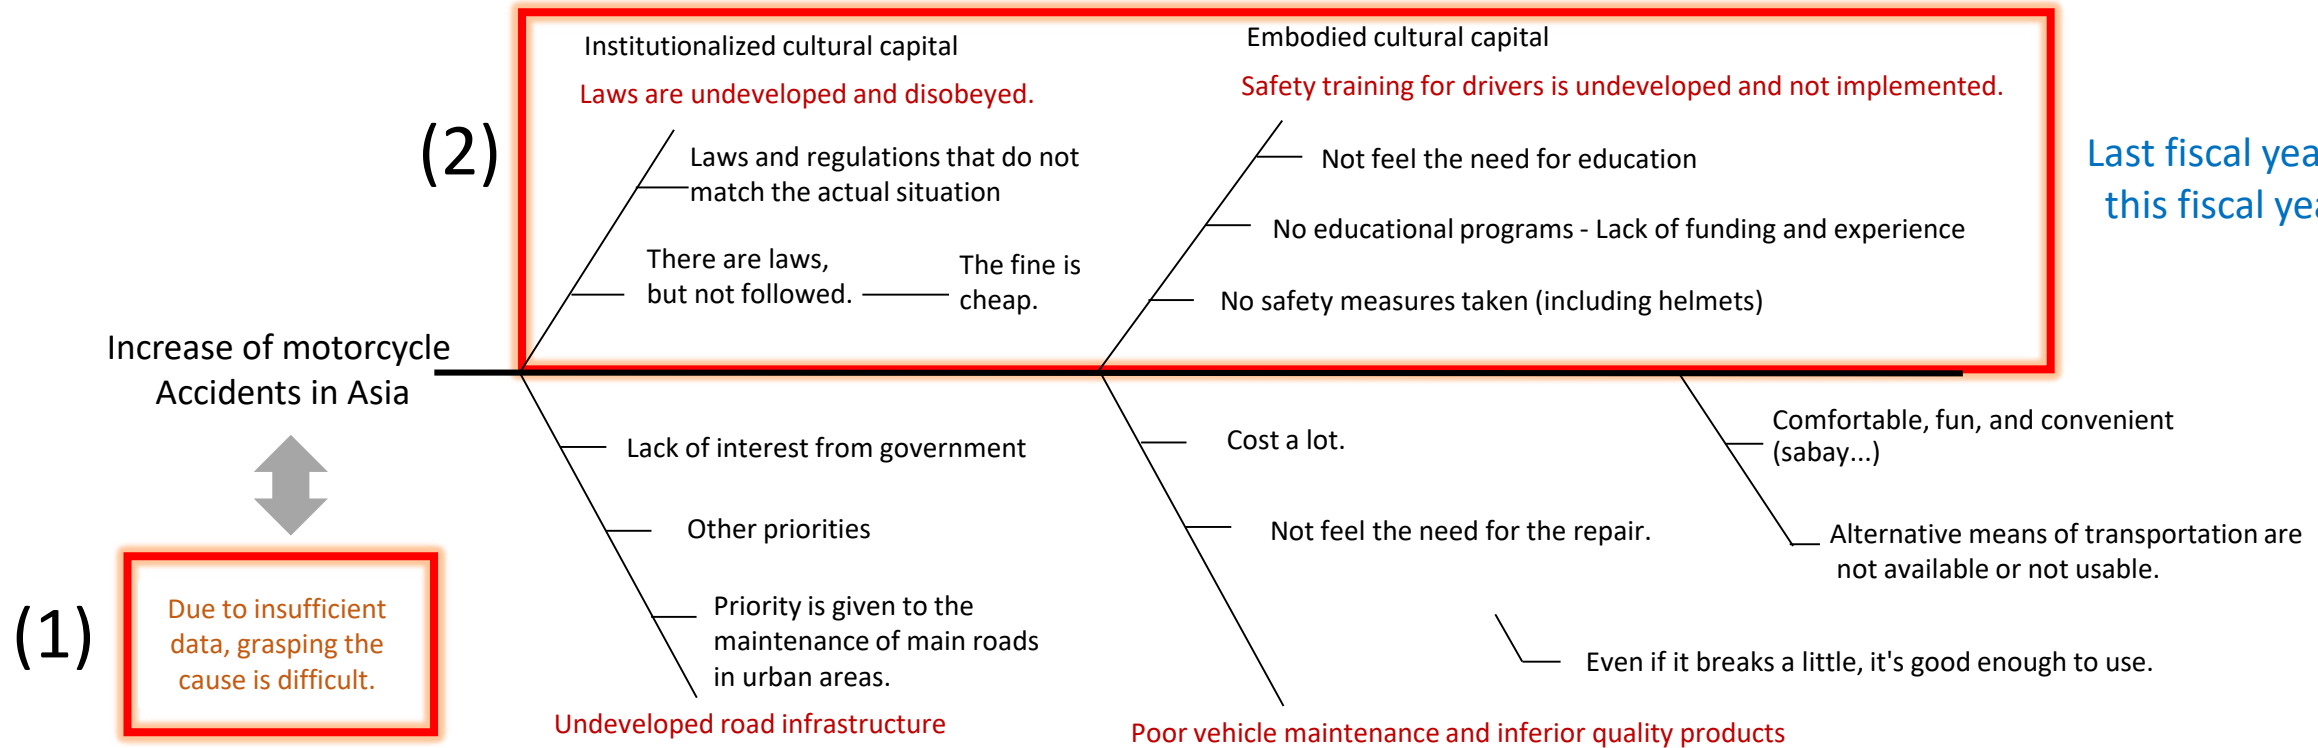 Institutionalized cultural capital
Laws are undeveloped and disobeyed.
Embodied cultural capital
Safety training for drivers is undeveloped and not implemented.
(2)
Laws and regulations that do not
match the actual situation
There are laws,
but not followed.
The fine is
cheap.
Not feel the need for education
No educational programs - Lack of funding and experience
No safety measures taken (including helmets)
Last fiscal yea
this fiscal yea
Increase of motorcycle
Accidents in Asia
Lack of interest from government
Other priorities
Priority is given to the
maintenance of main roads
in urban areas.
Undeveloped road infrastructure
Cost a lot.
Not feel the need for the repair.
Even if it breaks a little, it's good enough to use.
Poor vehicle maintenance and inferior quality products
Comfortable, fun, and convenient
(sabay...)
Alternative means of transportation are
not available or not usable.
(1)
Due to insufficient
data, grasping the
cause is difficult.